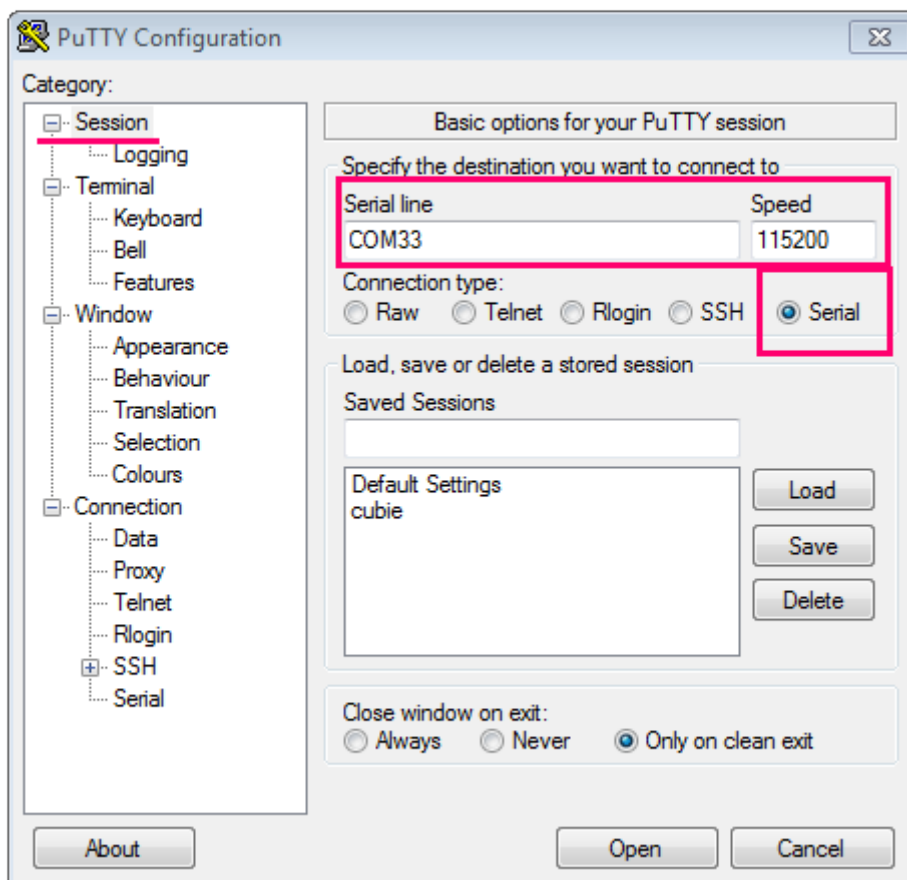 PuTTY Configuration
Category:
Session
Logging
Terminal
Keyboard
Bell
Features
Window
Appearance
Behaviour
Translation
Selection
Colours
Connection
Data
Proxy
Telnet
Rlogin
SSH
Serial
Basic options for your PuTTY session
Specify the destination you want to connect to
Serial line Speed
COM33 115200
Connection type:
Raw Telnet Rlogin SSH Serial
Load, save or delete a stored session
Saved Sessions
Default Settings
cubie
Load
Save
Delete
Close window on exit:
Always Never Only on clean exit
About Open Cancel